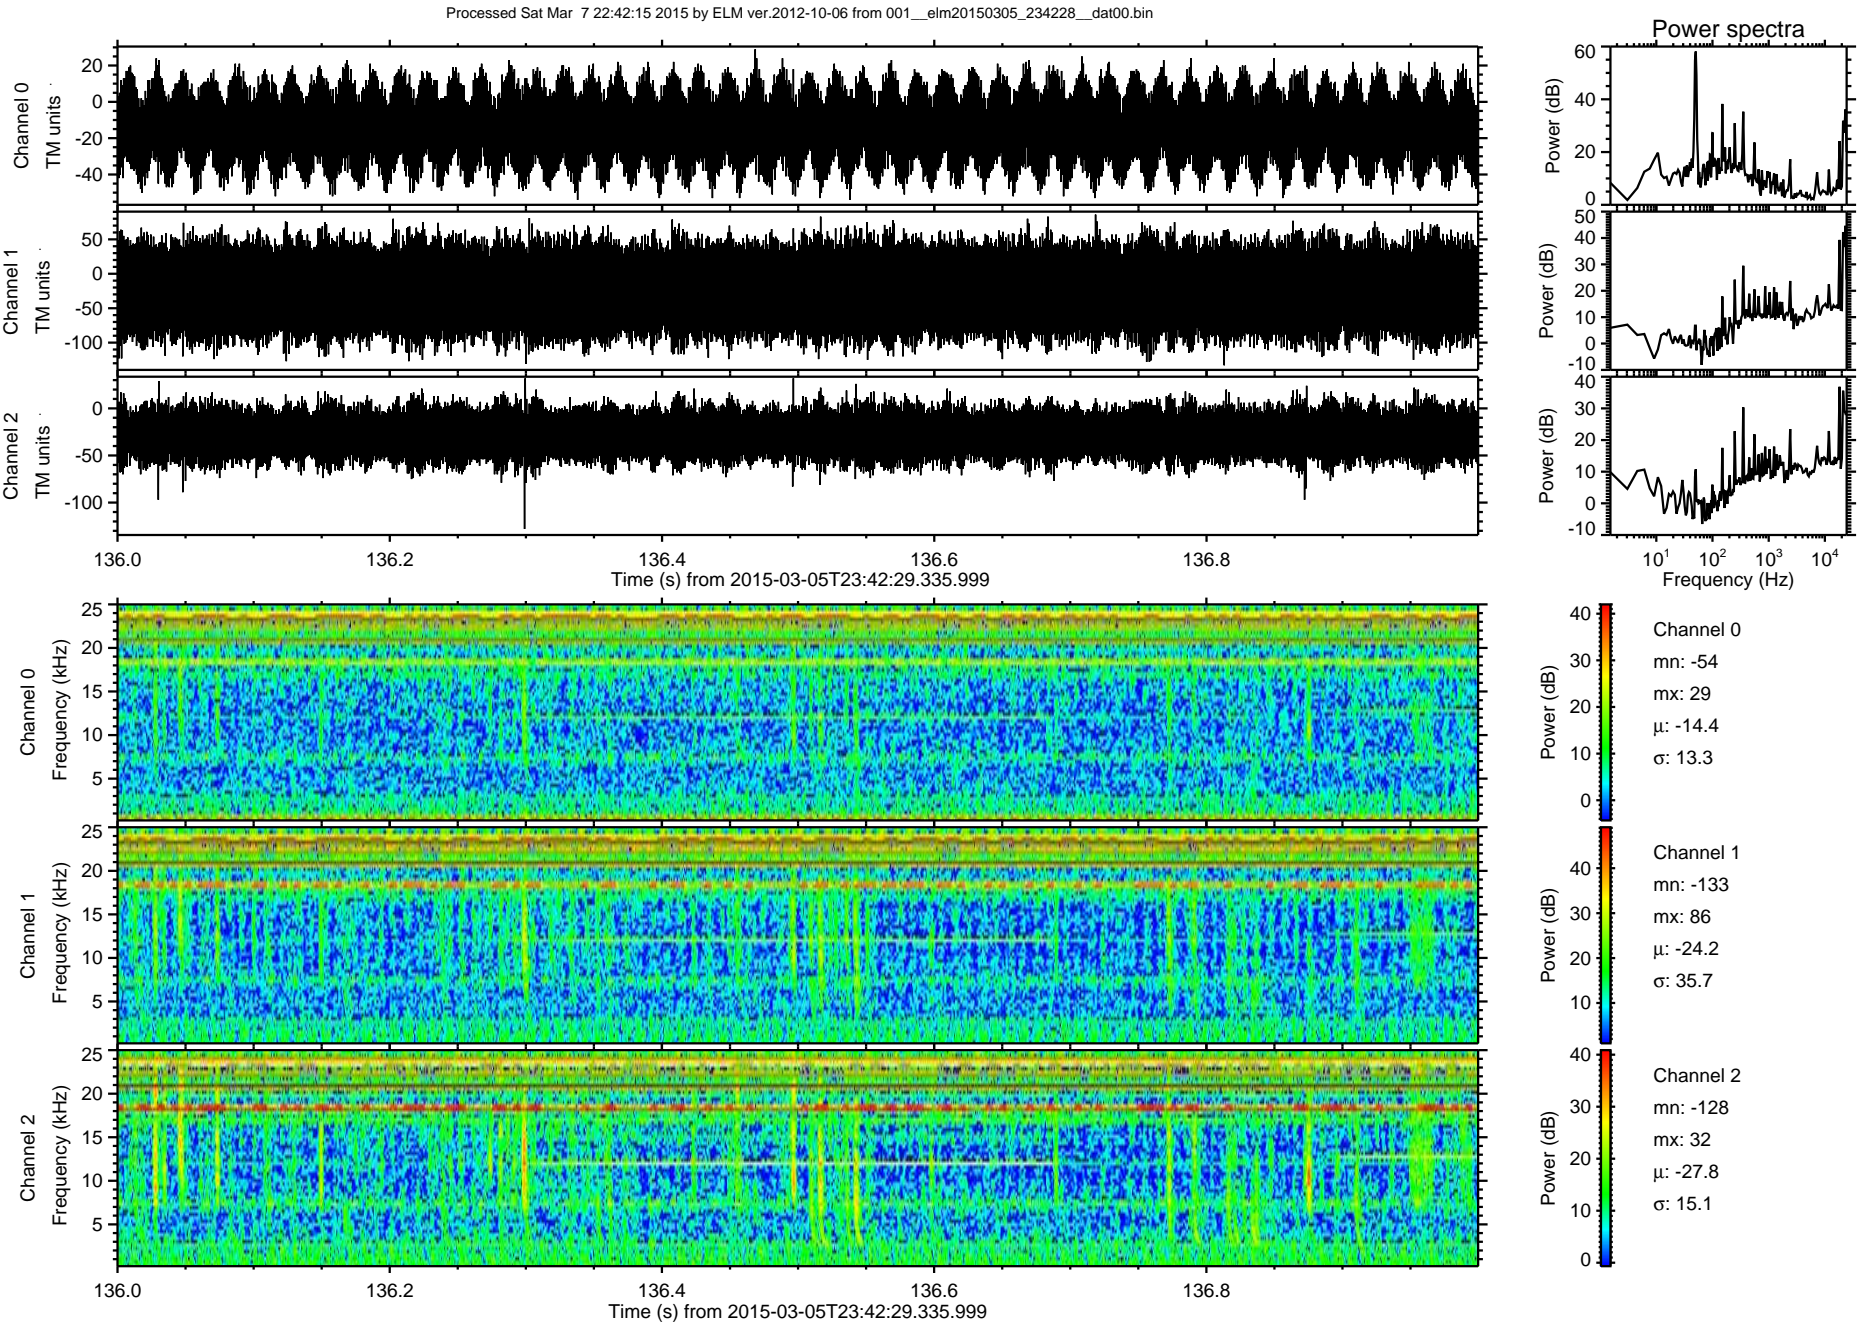 Processed Sat Mar  7 22:42:15 2015 by ELM ver.2012-10-06 from 001__elm20150305_234228__dat00.bin
Power spectra
Channel 0
TM units
20
0
-20
-40
Power (dB)
60
40
20
0
Channel 1
TM units
50
0
-50
-100
Power (dB)
50
40
30
20
10
0
-10
Channel 2
TM units
0
-50
-100
Power (dB)
40
30
20
10
0
-10
136.0 136.2 136.4 136.6 136.8
Time (s) from 2015-03-05T23:42:29.335.999
10^1 10^2 10^3 10^4
Frequency (Hz)
Channel 0
Frequency (kHz)
25
20
15
10
5
Power (dB)
40
30
20
10
0
Channel 0
mn: -54
mx: 29
μ: -14.4
σ: 13.3
Channel 1
Frequency (kHz)
25
20
15
10
5
Power (dB)
40
30
20
10
Channel 1
mn: -133
mx: 86
μ: -24.2
σ: 35.7
Channel 2
Frequency (kHz)
25
20
15
10
5
Power (dB)
40
30
20
10
0
Channel 2
mn: -128
mx: 32
μ: -27.8
σ: 15.1
136.0 136.2 136.4 136.6 136.8
Time (s) from 2015-03-05T23:42:29.335.999